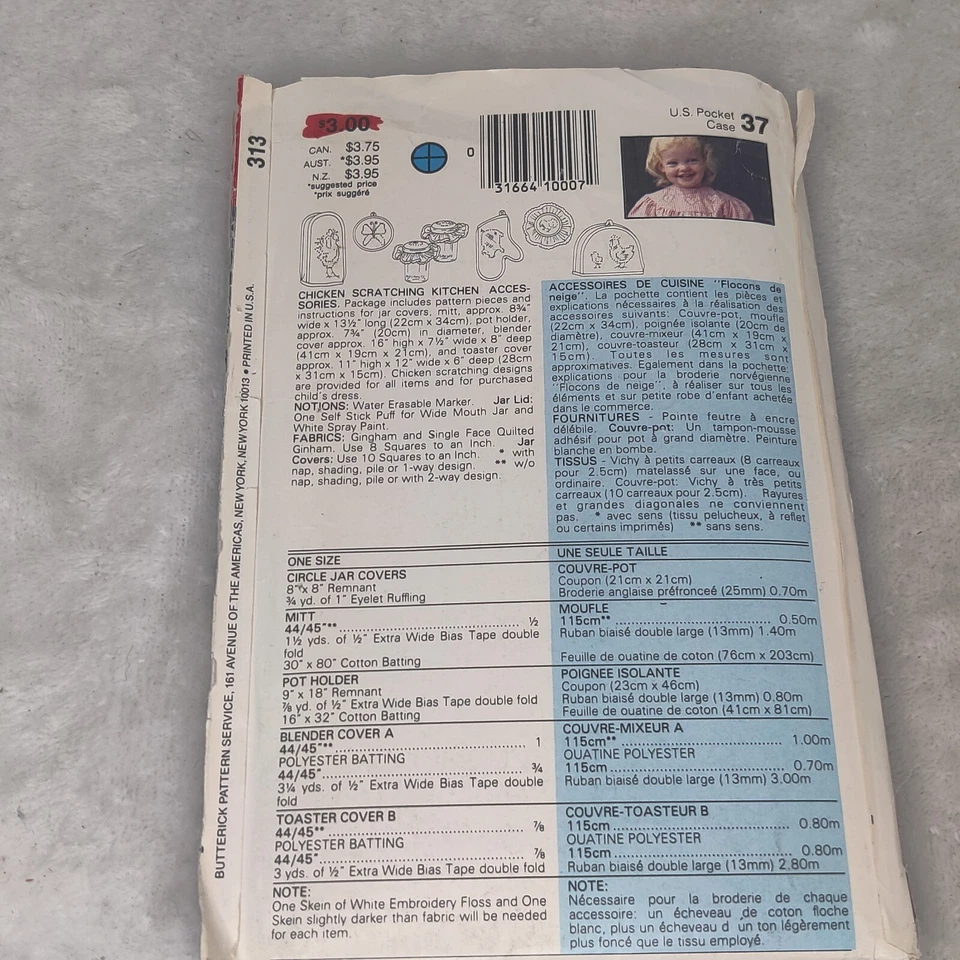 313
BUTTERICK PATTERN SERVICE, 161 AVENUE OF THE AMERICAS, NEW YORK, NEW YORK 10013 • PRINTED IN U.S.A.
$3.00
CAN. $3.75
AUST. *$3.95
N.Z. $3.95
*suggested price
*prix suggéré
0
31664 10007
U.S. Pocket
Case 37
CHICKEN SCRATCHING KITCHEN ACCES-
SORIES. Package includes pattern pieces and
instructions for jar covers, mitt, approx. 8¾"
wide x 13½" long (22cm x 34cm), pot holder,
approx. 7¾" (20cm) in diameter, blender
cover approx. 16" high x 7½" wide x 8" deep
(41cm x 19cm x 21cm), and toaster cover
approx. 11" high x 12" wide x 6" deep (28cm
x 31cm x 15cm). Chicken scratching designs
are provided for all items and for purchased
child's dress.
NOTIONS: Water Erasable Marker. Jar Lid:
One Self Stick Puff for Wide Mouth Jar and
White Spray Paint.
FABRICS: Gingham and Single Face Quilted
Ginham. Use 8 Squares to an Inch. Jar
Covers: Use 10 Squares to an Inch. * with
nap, shading, pile or 1-way design. ** w/o
nap, shading, pile or with 2-way design.
ACCESSOIRES DE CUISINE "Flocons de
neige". La pochette contient les pièces et
explications nécessaires à la réalisation des
accessoires suivants: Couvre-pot, moufle
(22cm x 34cm), poignée isolante (20cm de
diamètre), couvre-mixeur (41cm x 19cm x
21cm), couvre-toasteur (28cm x 31cm x
15cm). Toutes les mesures sont
approximatives. Egalement dans la pochette:
explications pour la broderie norvégienne
"Flocons de neige", à réaliser sur tous les
éléments et sur petite robe d'enfant achetée
dans le commerce.
FOURNITURES - Pointe feutre à encre
délébile. Couvre-pnt: Un tampon-mousse
adhésif pour pot à grand diamètre. Peinture
blanche en bombe.
TISSUS - Vichy à petits carreaux (8 carreaux
pour 2.5cm) matelassé sur une face, ou
ordinaire. Couvre-pot: Vichy à très petits
carreaux (10 carreaux pour 2.5cm). Rayures
et grandes diagonales ne conviennent
pas. * avec sens (tissu pelucheux, à reflet
ou certains imprimés) ** sans sens.
ONE SIZE
CIRCLE JAR COVERS
8" x 8" Remnant
¾ yd. of 1" Eyelet Ruffling
MITT
44/45"** ½
1½ yds. of ½" Extra Wide Bias Tape double
fold
30" x 80" Cotton Batting
POT HOLDER
9" x 18" Remnant
⅞ yd. of ½" Extra Wide Bias Tape double fold
16" x 32" Cotton Batting
BLENDER COVER A
44/45"** 1
POLYESTER BATTING
44/45" ¾
3¼ yds. of ½" Extra Wide Bias Tape double
fold
TOASTER COVER B
44/45"** ⅞
POLYESTER BATTING
44/45" ⅞
3 yds. of ½" Extra Wide Bias Tape double fold
NOTE:
One Skein of White Embroidery Floss and One
Skein slightly darker than fabric will be needed
for each item.
UNE SEULE TAILLE
COUVRE-POT
Coupon (21cm x 21cm)
Broderie anglaise préfroncée (25mm) 0.70m
MOUFLE
115cm** 0.50m
Ruban biaisé double large (13mm) 1.40m
Feuille de ouatine de coton (76cm x 203cm)
POIGNEE ISOLANTE
Coupon (23cm x 46cm)
Ruban biaisé double large (13mm) 0.80m
Feuille de ouatine de coton (41cm x 81cm)
COUVRE-MIXEUR A
115cm** 1.00m
OUATINE POLYESTER
115cm 0.70m
Ruban biaisé double large (13mm) 3.00m
COUVRE-TOASTEUR B
115cm 0.80m
OUATINE POLYESTER
115cm 0.80m
Ruban biaisé double large (13mm) 2.80m
NOTE:
Nécessaire pour la broderie de chaque
accessoire: un écheveau de coton floche
blanc, plus un écheveau d un ton légèrement
plus foncé que le tissu employé.